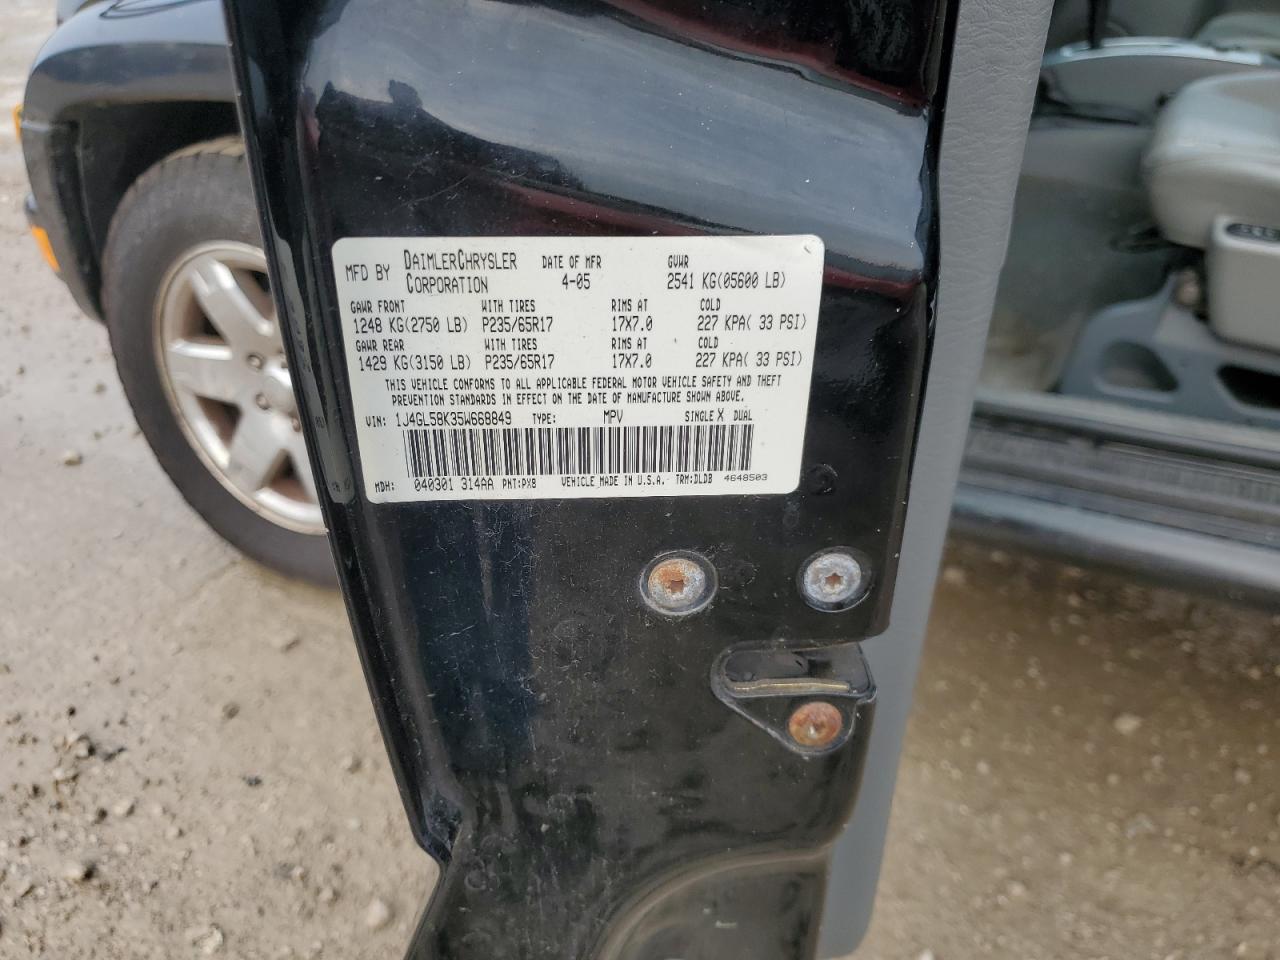 MFD BY DAIMLERCHRYSLER CORPORATION DATE OF MFR 4-05 GVWR 2541 KG(05600 LB)
GAWR FRONT WITH TIRES RIMS AT COLD
1248 KG(2750 LB) P235/65R17 17X7.0 227 KPA( 33 PSI)
GAWR REAR WITH TIRES RIMS AT COLD
1429 KG(3150 LB) P235/65R17 17X7.0 227 KPA( 33 PSI)
THIS VEHICLE CONFORMS TO ALL APPLICABLE FEDERAL MOTOR VEHICLE SAFETY AND THEFT
PREVENTION STANDARDS IN EFFECT ON THE DATE OF MANUFACTURE SHOWN ABOVE.
VIN: 1J4GL58K35W668849 TYPE: MPV SINGLE X DUAL
MDH: 040301 314AA PNT:PX8 VEHICLE MADE IN U.S.A. TRM:DLDB 4648503